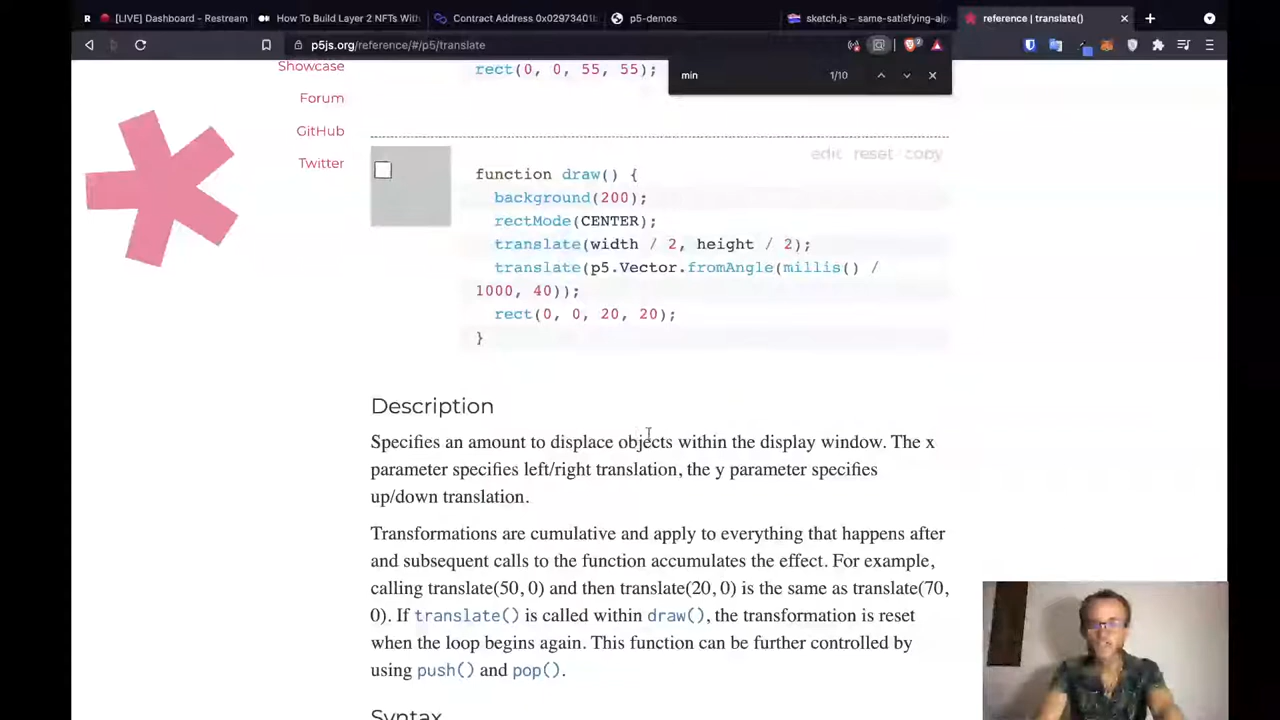 [LIVE] Dashboard - Restream
How To Build Layer 2 NFTs With
Contract Address 0x02973401
p5-demos
sketch.js – same-satisfying-alp
reference | translate()
p5js.org/reference/#/p5/translate
min
1/10
Showcase
Forum
GitHub
Twitter
rect(0, 0, 55, 55);
edit reset copy
function draw() {
background(200);
rectMode(CENTER);
translate(width / 2, height / 2);
translate(p5.Vector.fromAngle(millis() /
1000, 40));
rect(0, 0, 20, 20);
}
Description
Specifies an amount to displace objects within the display window. The x
parameter specifies left/right translation, the y parameter specifies
up/down translation.
Transformations are cumulative and apply to everything that happens after
and subsequent calls to the function accumulates the effect. For example,
calling translate(50, 0) and then translate(20, 0) is the same as translate(70,
0). If translate() is called within draw(), the transformation is reset
when the loop begins again. This function can be further controlled by
using push() and pop().
Syntax